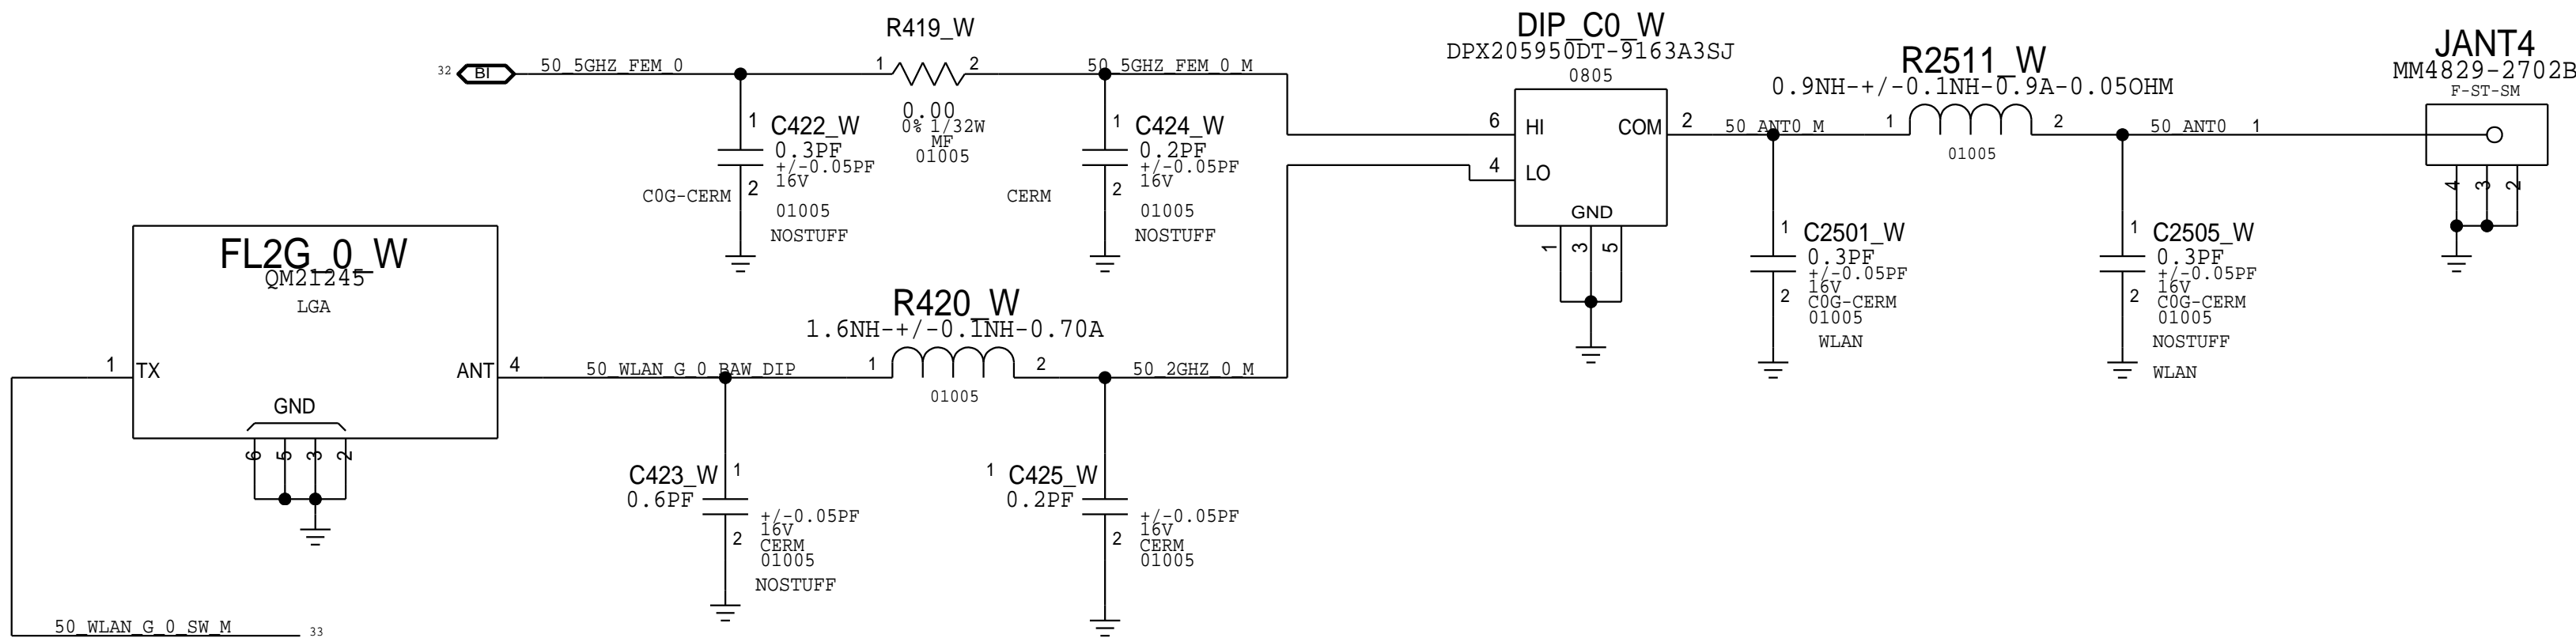 R419_W
32
BI
50_5GHZ_FEM_0
1
2
50_5GHZ_FEM_0_M
0.00
0% 1/32W
MF
01005
1
C422_W
0.3PF
+/-0.05PF
16V
2
C0G-CERM
01005
NOSTUFF
1
C424_W
0.2PF
+/-0.05PF
16V
2
CERM
01005
NOSTUFF
DIP_C0_W
DPX205950DT-9163A3SJ
0805
6
HI
COM
2
4
LO
GND
1
3
5
R2511_W
0.9NH-+/-0.1NH-0.9A-0.05OHM
50_ANT0_M
1
2
01005
50_ANT0
1
JANT4
MM4829-2702B
F-ST-SM
4
3
2
1
C2501_W
0.3PF
+/-0.05PF
16V
2
C0G-CERM
01005
WLAN
1
C2505_W
0.3PF
+/-0.05PF
16V
2
C0G-CERM
01005
NOSTUFF
WLAN
FL2G_0_W
QM21245
LGA
1
TX
ANT
4
GND
6
5
3
2
R420_W
1.6NH-+/-0.1NH-0.70A
50_WLAN_G_0_BAW_DIP
1
2
50_2GHZ_0_M
01005
C423_W
1
0.6PF
+/-0.05PF
16V
2
CERM
01005
NOSTUFF
1
C425_W
0.2PF
+/-0.05PF
16V
2
CERM
01005
50_WLAN_G_0_SW_M
33